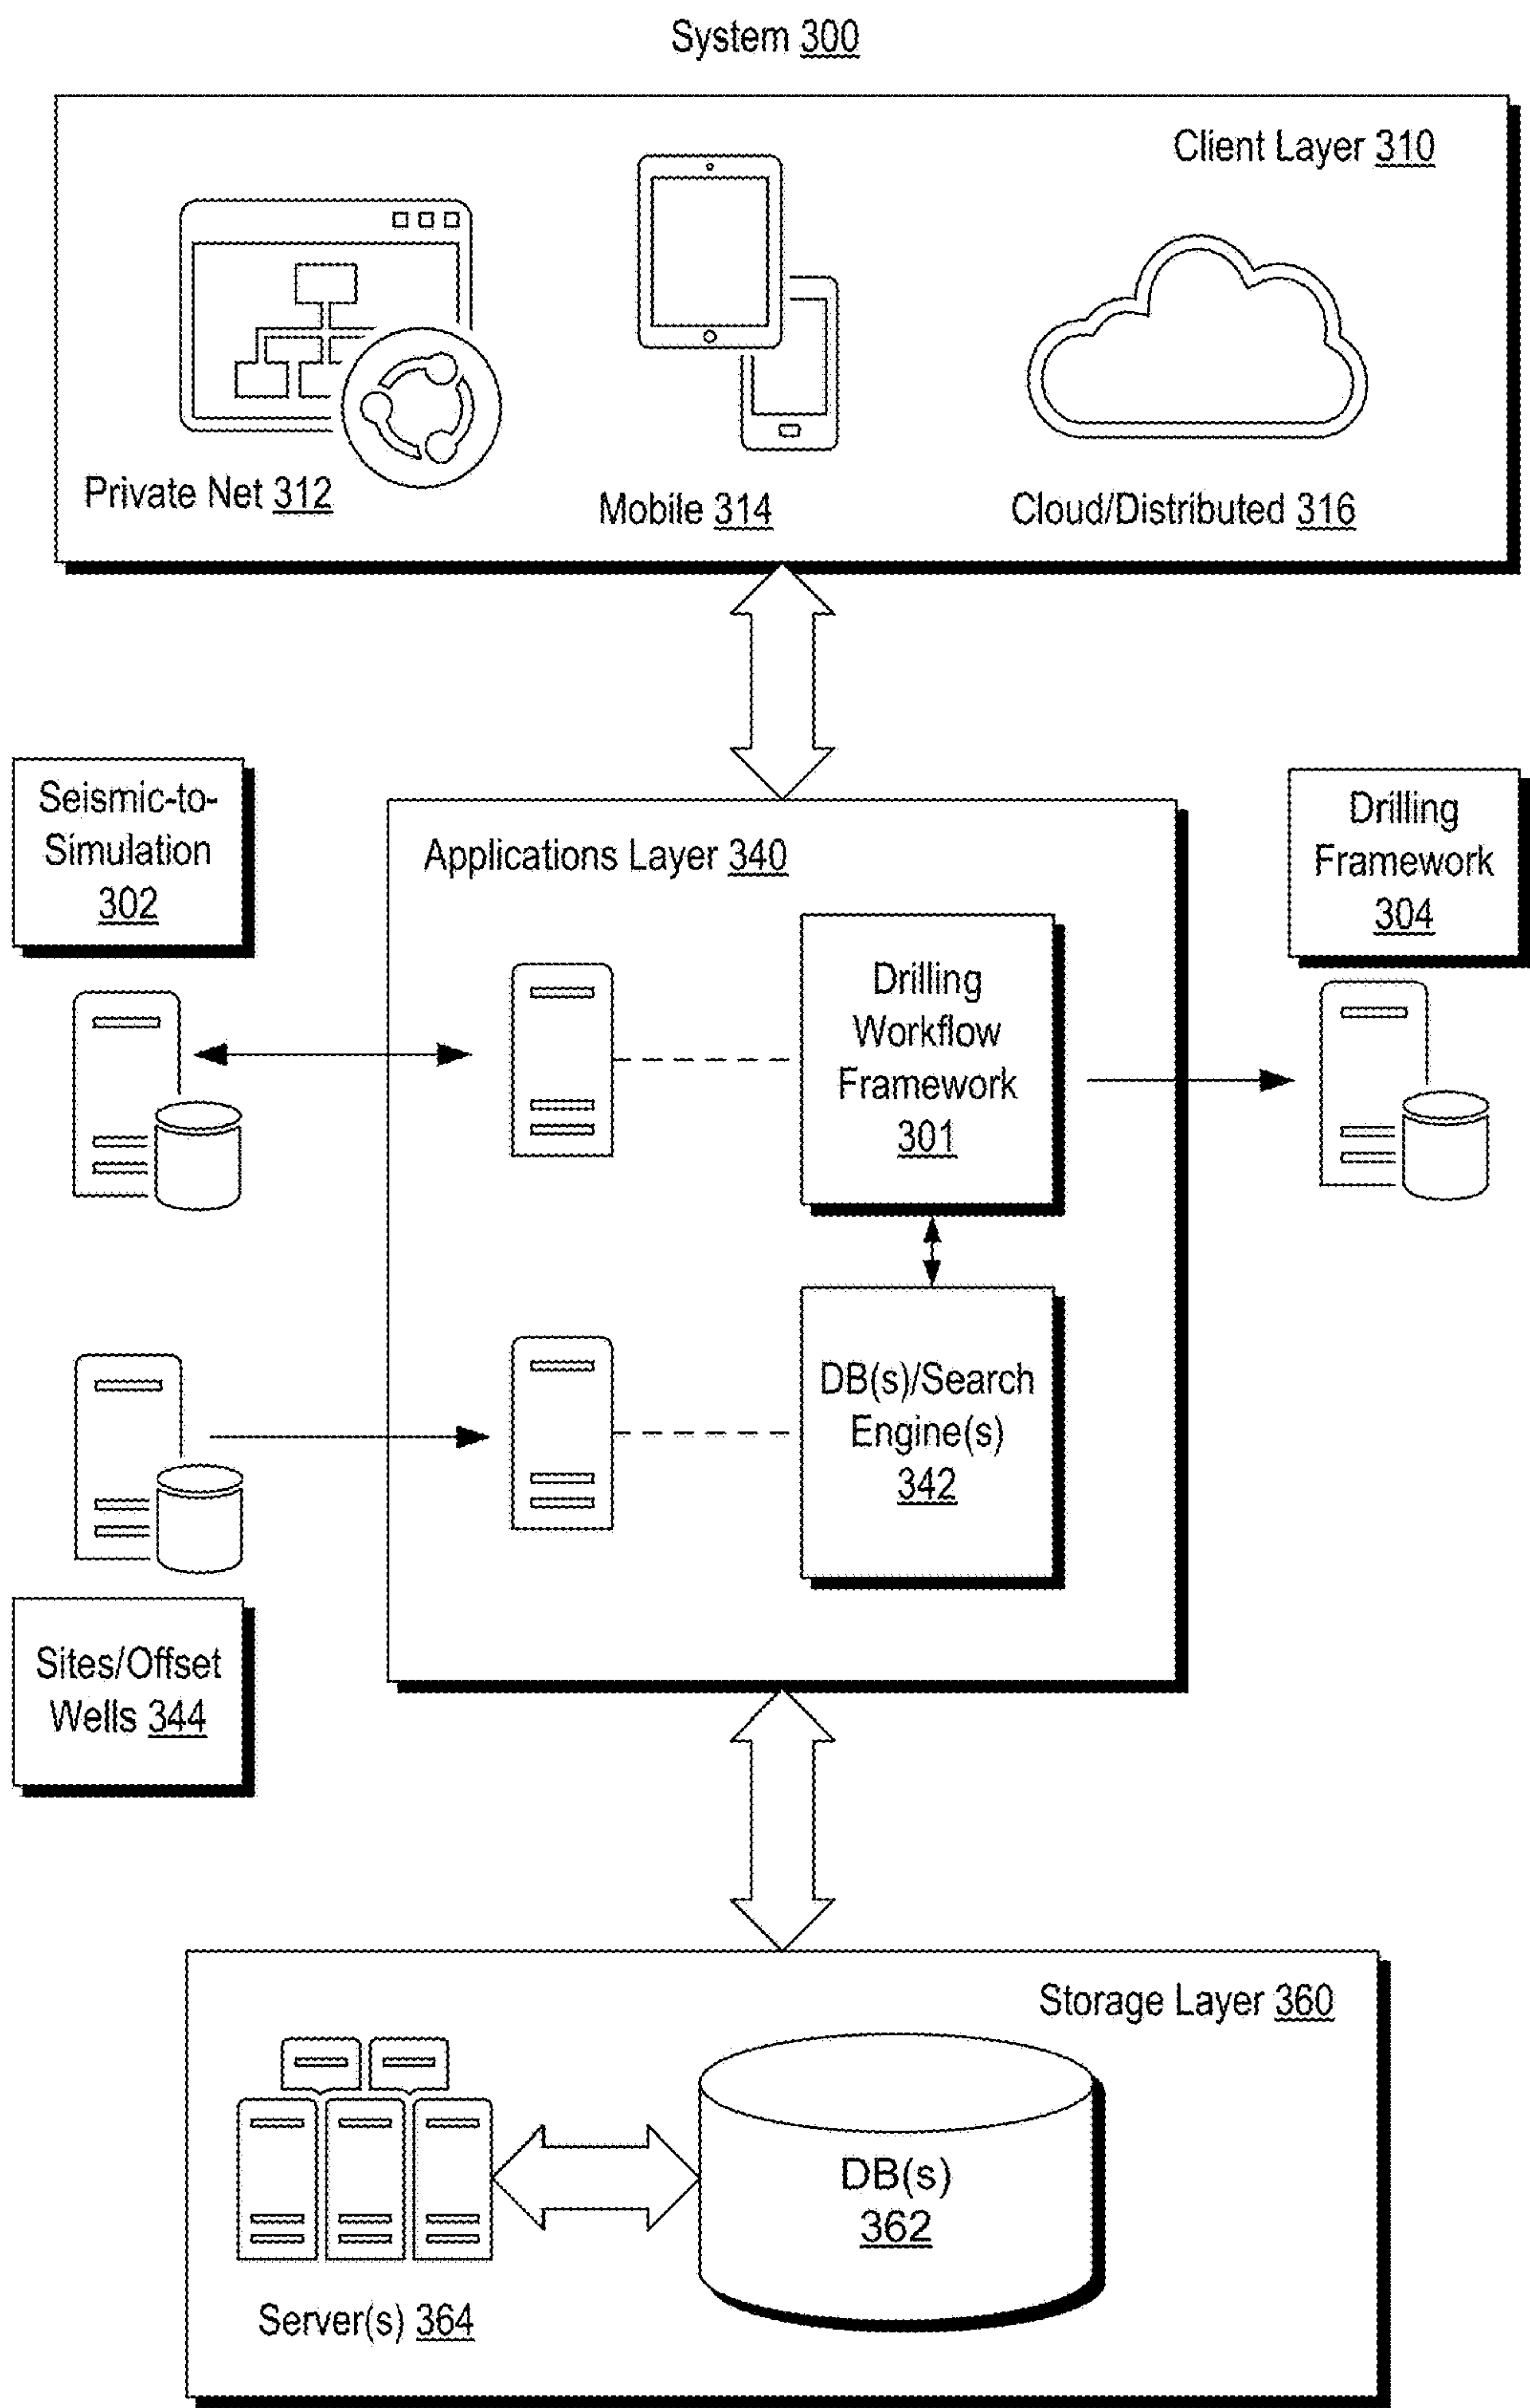 System 300
Client Layer 310
Private Net 312
Mobile 314
Cloud/Distributed 316
Seismic-to-
Simulation
302
Applications Layer 340
Drilling
Framework
304
Drilling
Workflow
Framework
301
DB(s)/Search
Engine(s)
342
Sites/Offset
Wells 344
Storage Layer 360
DB(s)
362
Server(s) 364